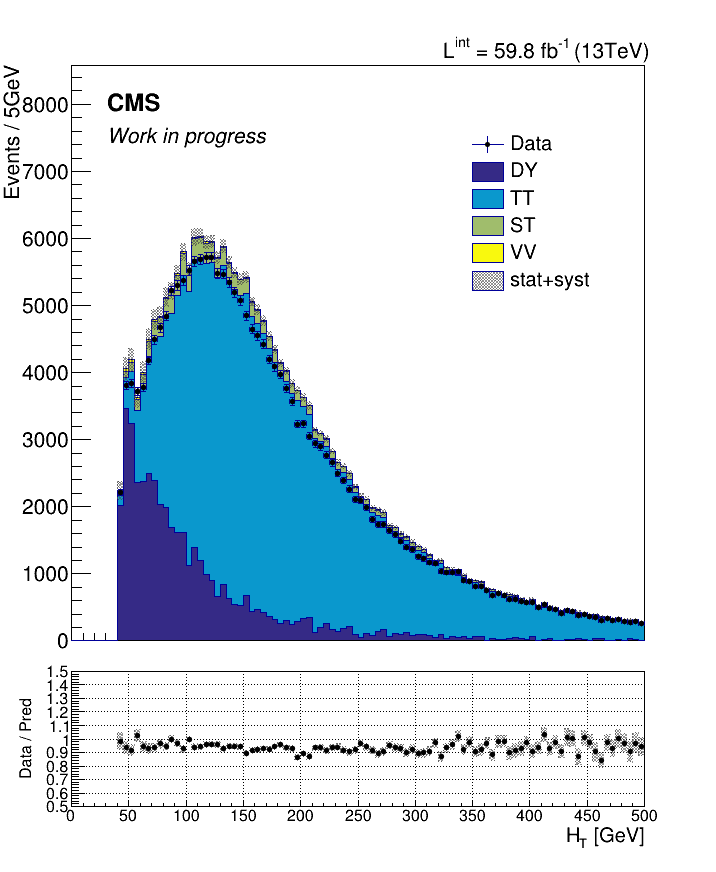 L^int = 59.8 fb^-1 (13TeV)
Events / 5GeV
8000
7000
6000
5000
4000
3000
2000
1000
0
CMS
Work in progress
Data
DY
TT
ST
VV
stat+syst
Data / Pred
1.5
1.4
1.3
1.2
1.1
1
0.9
0.8
0.7
0.6
0.5
0 50 100 150 200 250 300 350 400 450 500
H_T [GeV]